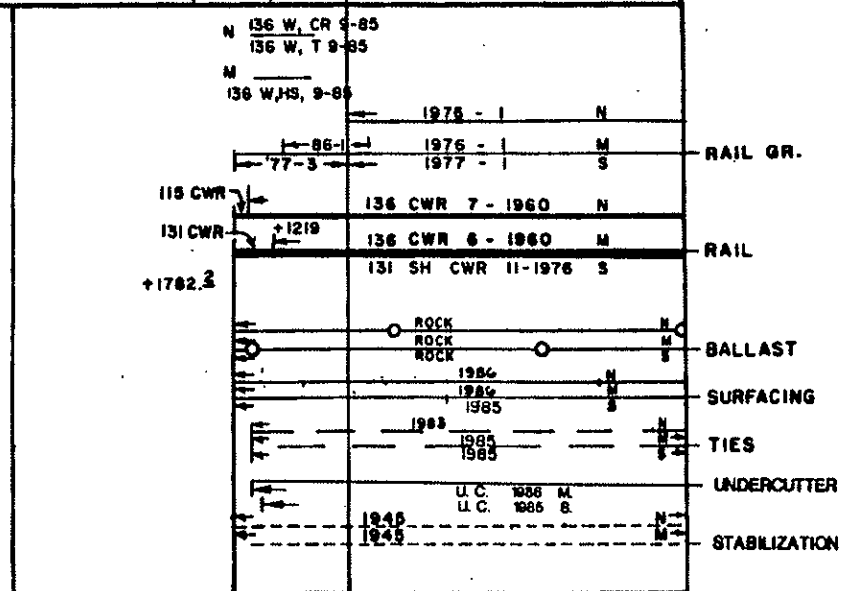 N 136 W, CR 9-85
136 W, T 9-85
M
136 W,HS, 9-85
1975 - 1 N
86-1 1976 - 1 M
RAIL GR.
'77-3 1977 - 1 S
115 CWR
136 CWR 7 - 1960 N
131 CWR +1219
136 CWR 6 - 1960 M
RAIL
131 SH CWR 11-1976 S
+1782.2
ROCK N
ROCK M
BALLAST
ROCK S
1986 N
1986 M
SURFACING
1985 S
1983 N
1985
TIES
1985 S
UNDERCUTTER
U.C. 1986 M.
U.C. 1985 S.
1945 N
1945 M
STABILIZATION